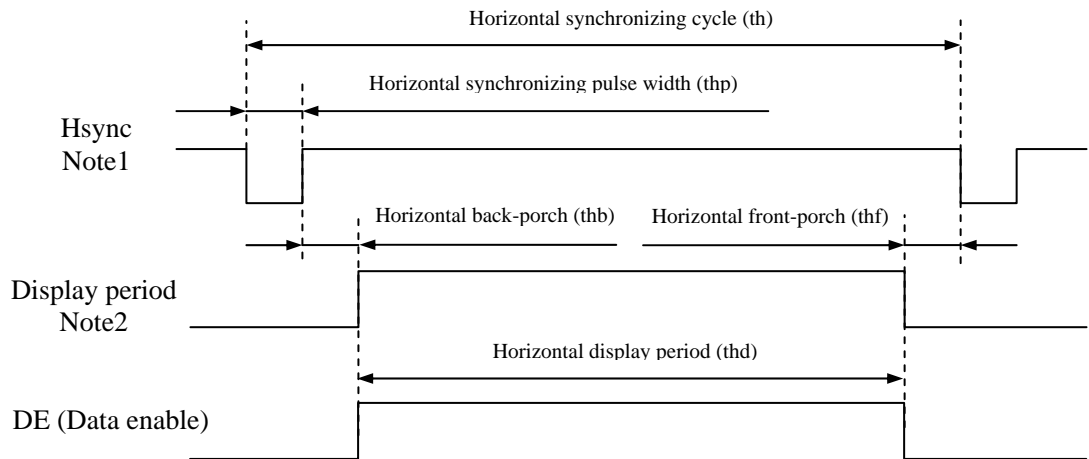 Horizontal synchronizing cycle (th)
Horizontal synchronizing pulse width (thp)
Hsync
Note1
Horizontal back-porch (thb)
Horizontal front-porch (thf)
Display period
Note2
Horizontal display period (thd)
DE (Data enable)